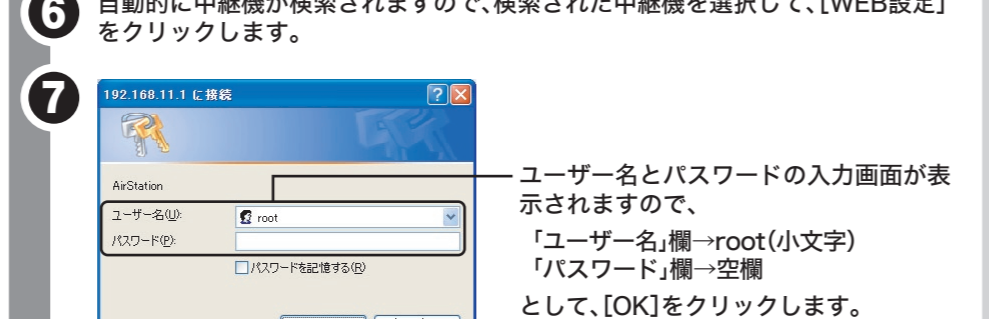 6 自動的に中継機が検索されますので、検索された中継機を選択して、[WEB設定]
をクリックします。
7
192.168.11.1 に接続
AirStation
ユーザー名(U):
root
パスワード(P):
パスワードを記憶する(R)
ユーザー名とパスワードの入力画面が表
示されますので、
「ユーザー名」欄→root(小文字)
「パスワード」欄→空欄
として、[OK]をクリックします。